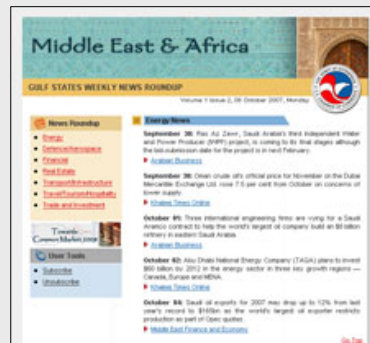 Middle East & Africa
GULF STATES WEEKLY NEWS ROUNDUP
Volume 1 Issue 2, 08 October 2007, Monday
News Roundup
Energy
Defence/Aerospace
Financial
Real Estate
Transport/Infrastructure
Travel/Tourism/Hospitality
Trade and Investment
Towards
Common Market, 2008
User Tools
Subscribe
Unsubscribe
Energy News
September 30: Ras Az Zawr, Saudi Arabia's third Independent Water
and Power Producer (IWPP) project, is coming to its final stages although
the bid-submission date for the project is in next February.
Arabian Business
September 30: Oman crude oil's official price for November on the Dubai
Mercantile Exchange Ltd. rose 7.5 per cent from October on concerns of
lower supply.
Khaleej Times Online
October 01: Three international engineering firms are vying for a Saudi
Aramco contract to help the world's largest oil company build an $8 billion
refinery in eastern Saudi Arabia.
Arabian Business
October 02: Abu Dhabi National Energy Company (TAQA) plans to invest
$60 billion by 2012 in the energy sector in three key growth regions —
Canada, Europe and MENA.
Khaleej Times Online
October 04: Saudi oil exports for 2007 may drop up to 12% from last
year's record to $165bn as the world's largest oil exporter restricts
production as part of Opec quotas.
Middle East Finance and Economy
Go Top